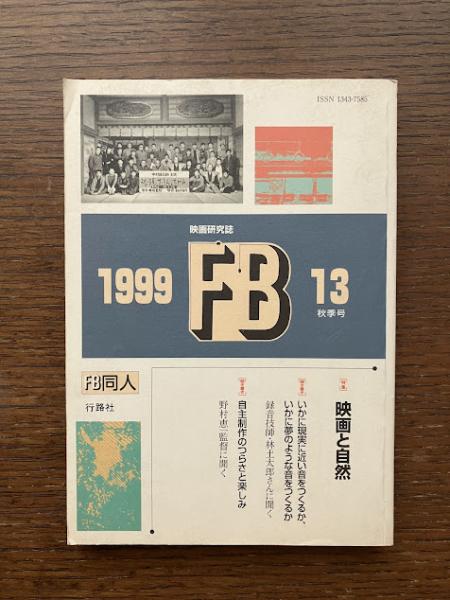 ISSN 1343-7585
映画研究誌
1999
FB
13
秋季号
FB同人
行路社
特集
映画と自然
いかに現実に近い音をつくるか、
いかに夢のような音をつくるか
録音技師・林土太郎さんに聞く
自主制作のつらさと楽しみ
野村惠一監督に聞く